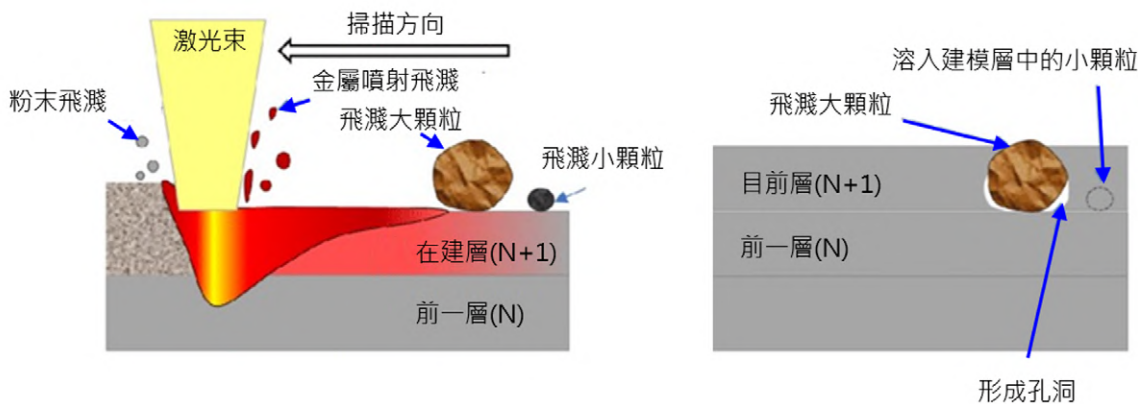 激光束
掃描方向
粉末飛濺
金屬噴射飛濺
飛濺大顆粒
飛濺小顆粒
在建層(N+1)
前一層(N)
溶入建模層中的小顆粒
飛濺大顆粒
目前層(N+1)
前一層(N)
形成孔洞